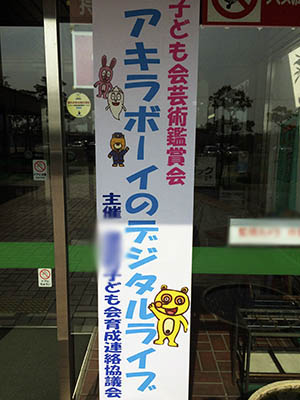 子ども会芸術鑑賞会
アキラボーイのデジタルライブ
主催
子ども会育成連絡協議会